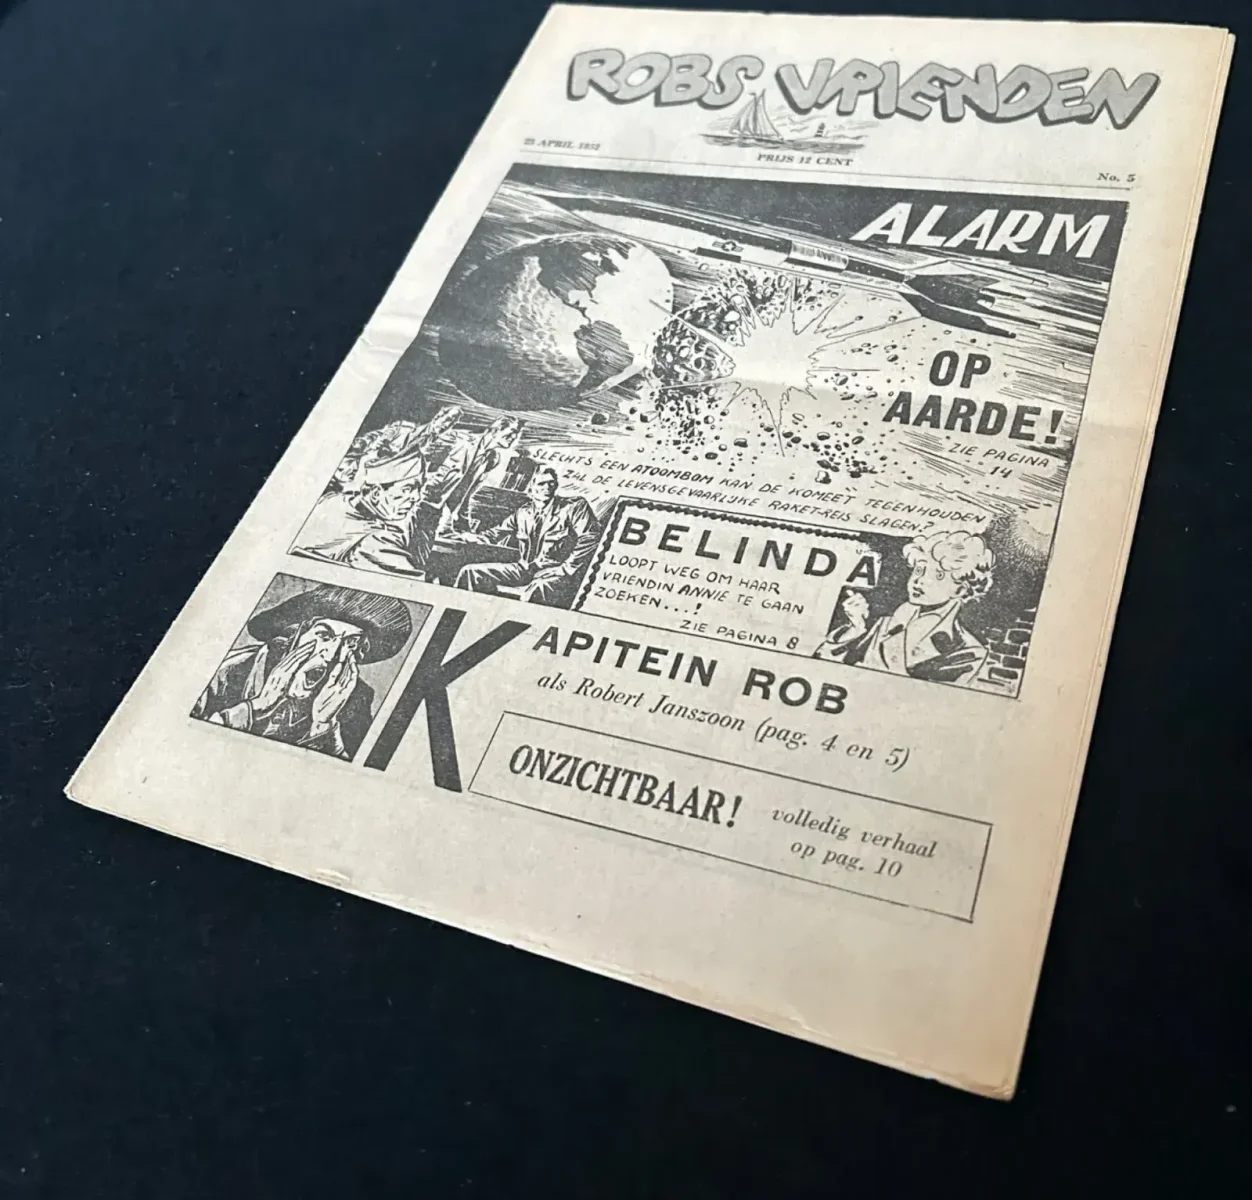 ROBS VRIENDEN
25 APRIL 1952
PRIJS 12 CENT
No. 5
ALARM
OP
AARDE!
ZIE PAGINA
14
SLECHTS EEN ATOOMBOM KAN DE KOMEET TEGENHOUDEN
ZAL DE LEVENSGEVAARLIJKE RAKET-REIS SLAGEN?
BELINDA
LOOPT WEG OM HAAR
VRIENDIN ANNIE TE GAAN
ZOEKEN...!
ZIE PAGINA 8
KAPITEIN ROB
als Robert Janszoon (pag. 4 en 5)
ONZICHTBAAR!
volledig verhaal
op pag. 10